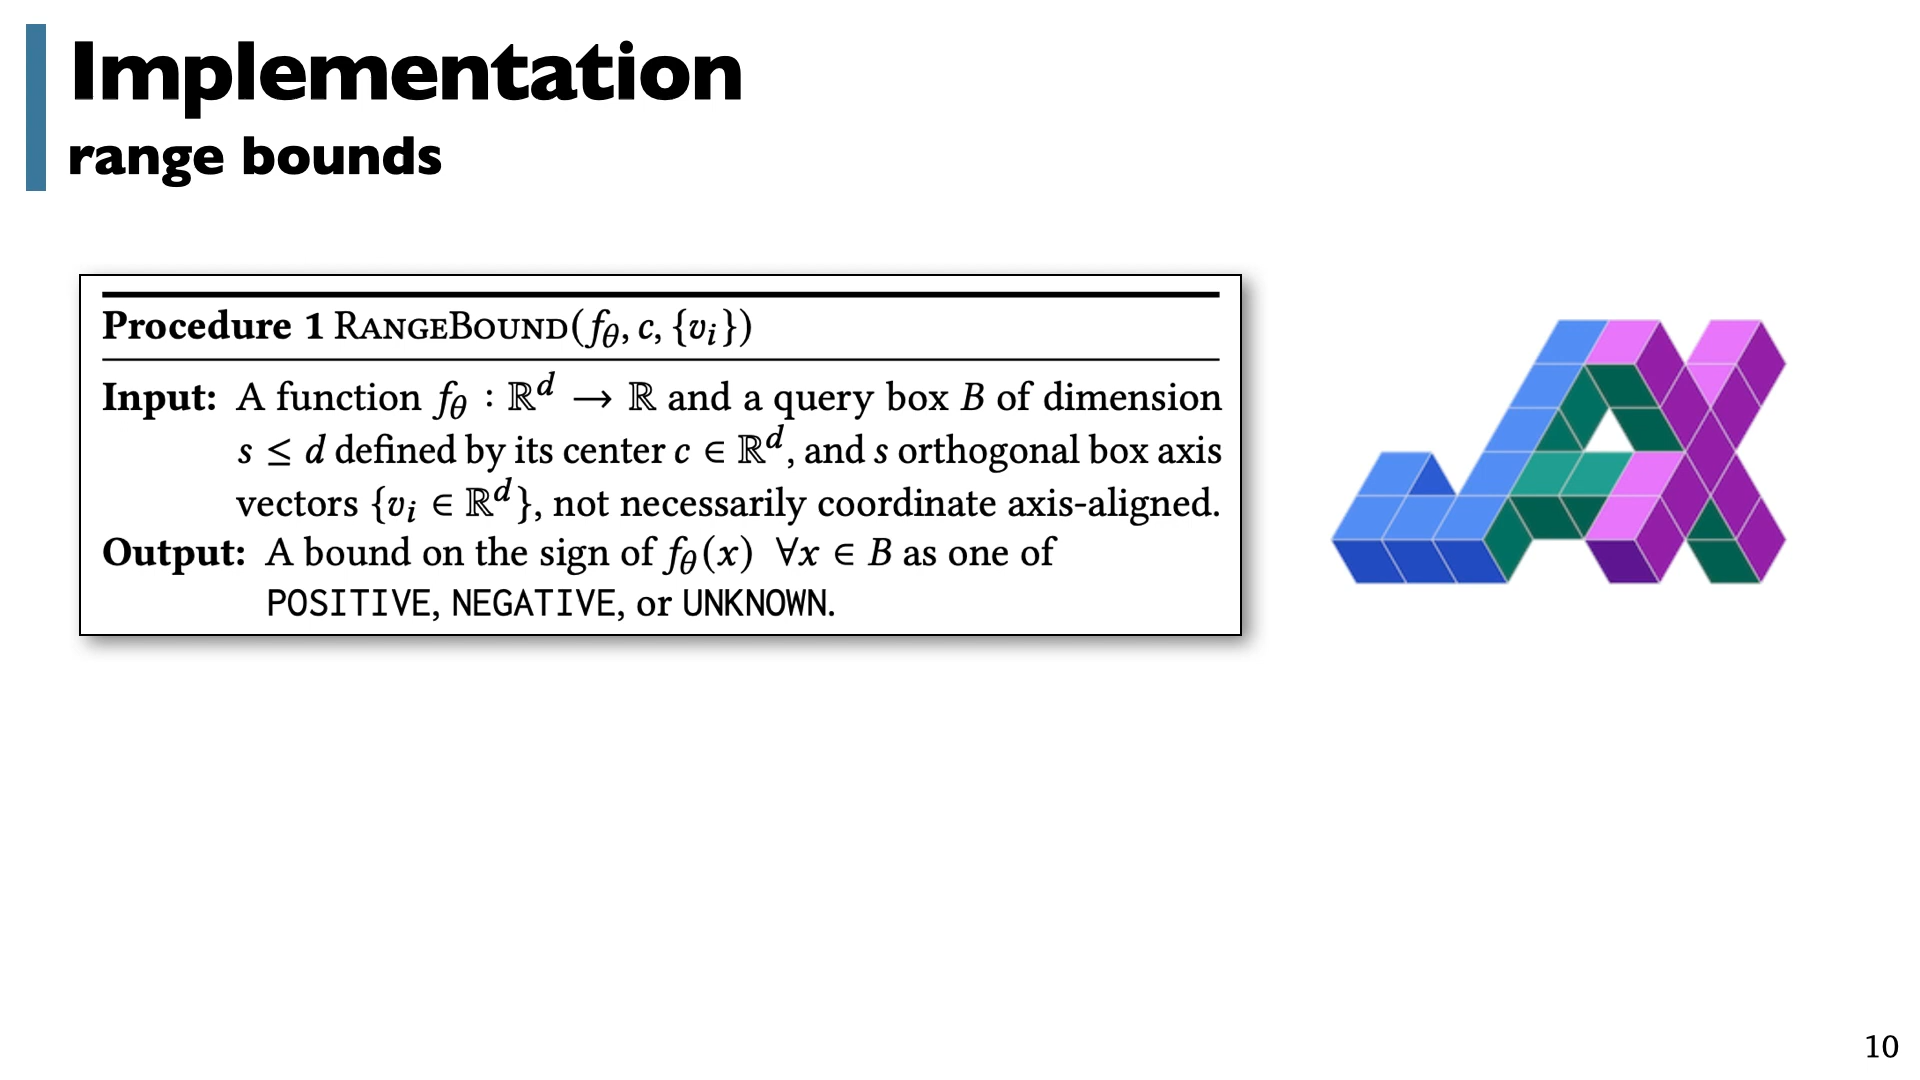 Implementation
range bounds
Procedure 1 RANGEBOUND(fθ, c, {vᵢ})
Input: A function fθ : ℝᵈ → ℝ and a query box B of dimension
s ≤ d defined by its center c ∈ ℝᵈ, and s orthogonal box axis
vectors {vᵢ ∈ ℝᵈ}, not necessarily coordinate axis-aligned.
Output: A bound on the sign of fθ(x) ∀x ∈ B as one of
POSITIVE, NEGATIVE, or UNKNOWN.
JAX
10